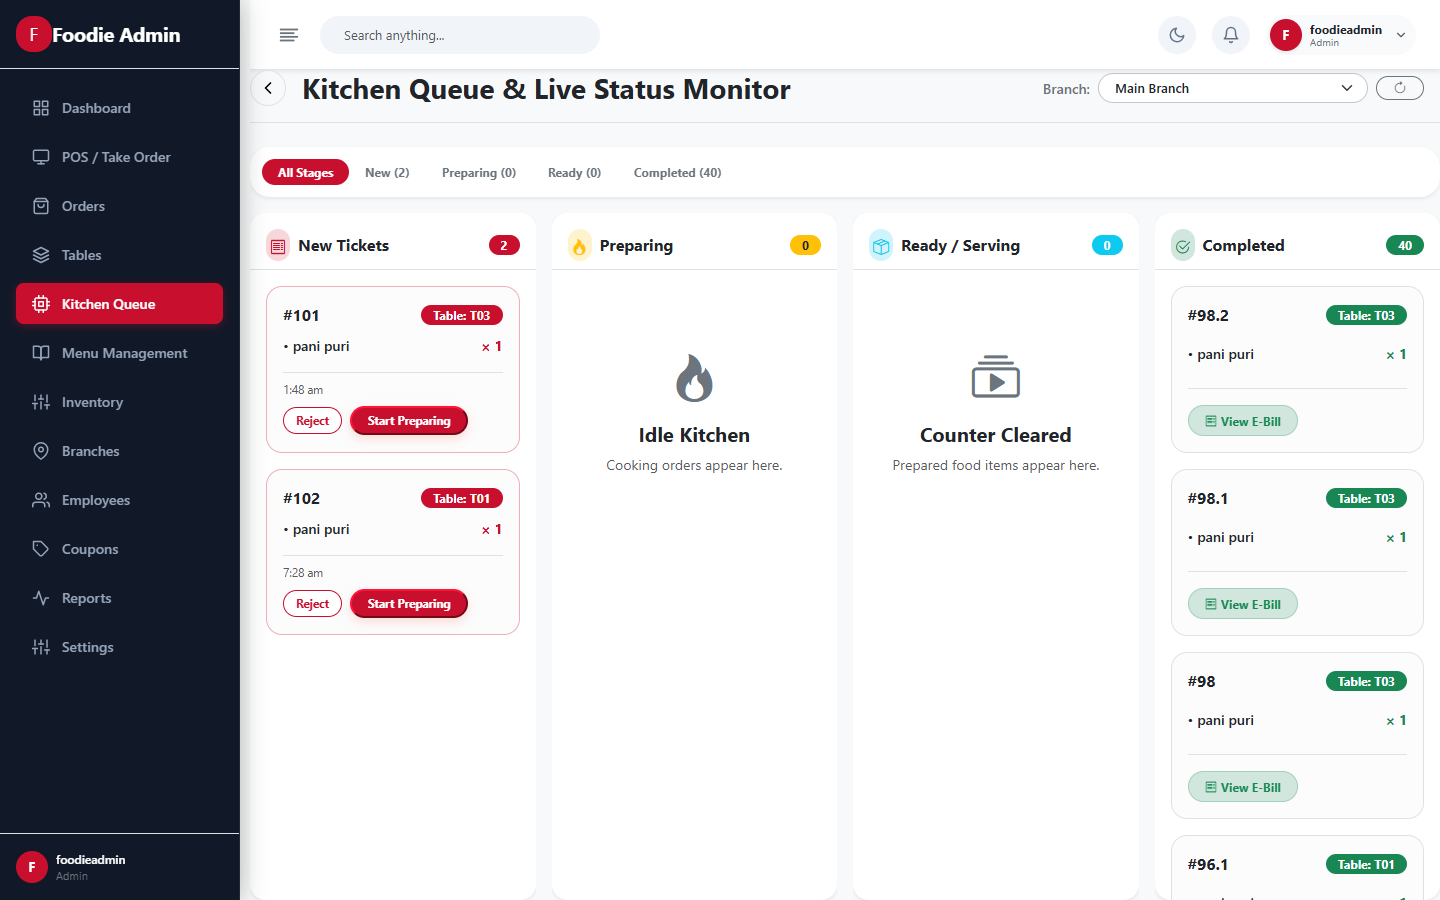 F Foodie Admin
Search anything...
F foodieadmin
Admin
Dashboard
POS / Take Order
Orders
Tables
Kitchen Queue
Menu Management
Inventory
Branches
Employees
Coupons
Reports
Settings
F foodieadmin
Admin
Kitchen Queue & Live Status Monitor
Branch: Main Branch
All Stages New (2) Preparing (0) Ready (0) Completed (40)
New Tickets 2
#101 Table: T03
• pani puri × 1
1:48 am
Reject Start Preparing
#102 Table: T01
• pani puri × 1
7:28 am
Reject Start Preparing
Preparing 0
Idle Kitchen
Cooking orders appear here.
Ready / Serving 0
Counter Cleared
Prepared food items appear here.
Completed 40
#98.2 Table: T03
• pani puri × 1
View E-Bill
#98.1 Table: T03
• pani puri × 1
View E-Bill
#98 Table: T03
• pani puri × 1
View E-Bill
#96.1 Table: T01